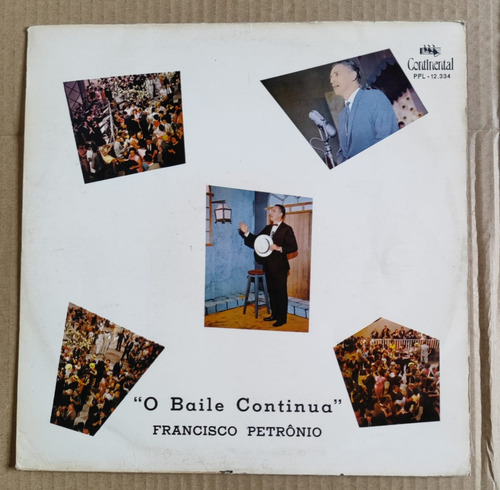 Continental
PPL-12.334
"O Baile Continua"
FRANCISCO PETRÔNIO